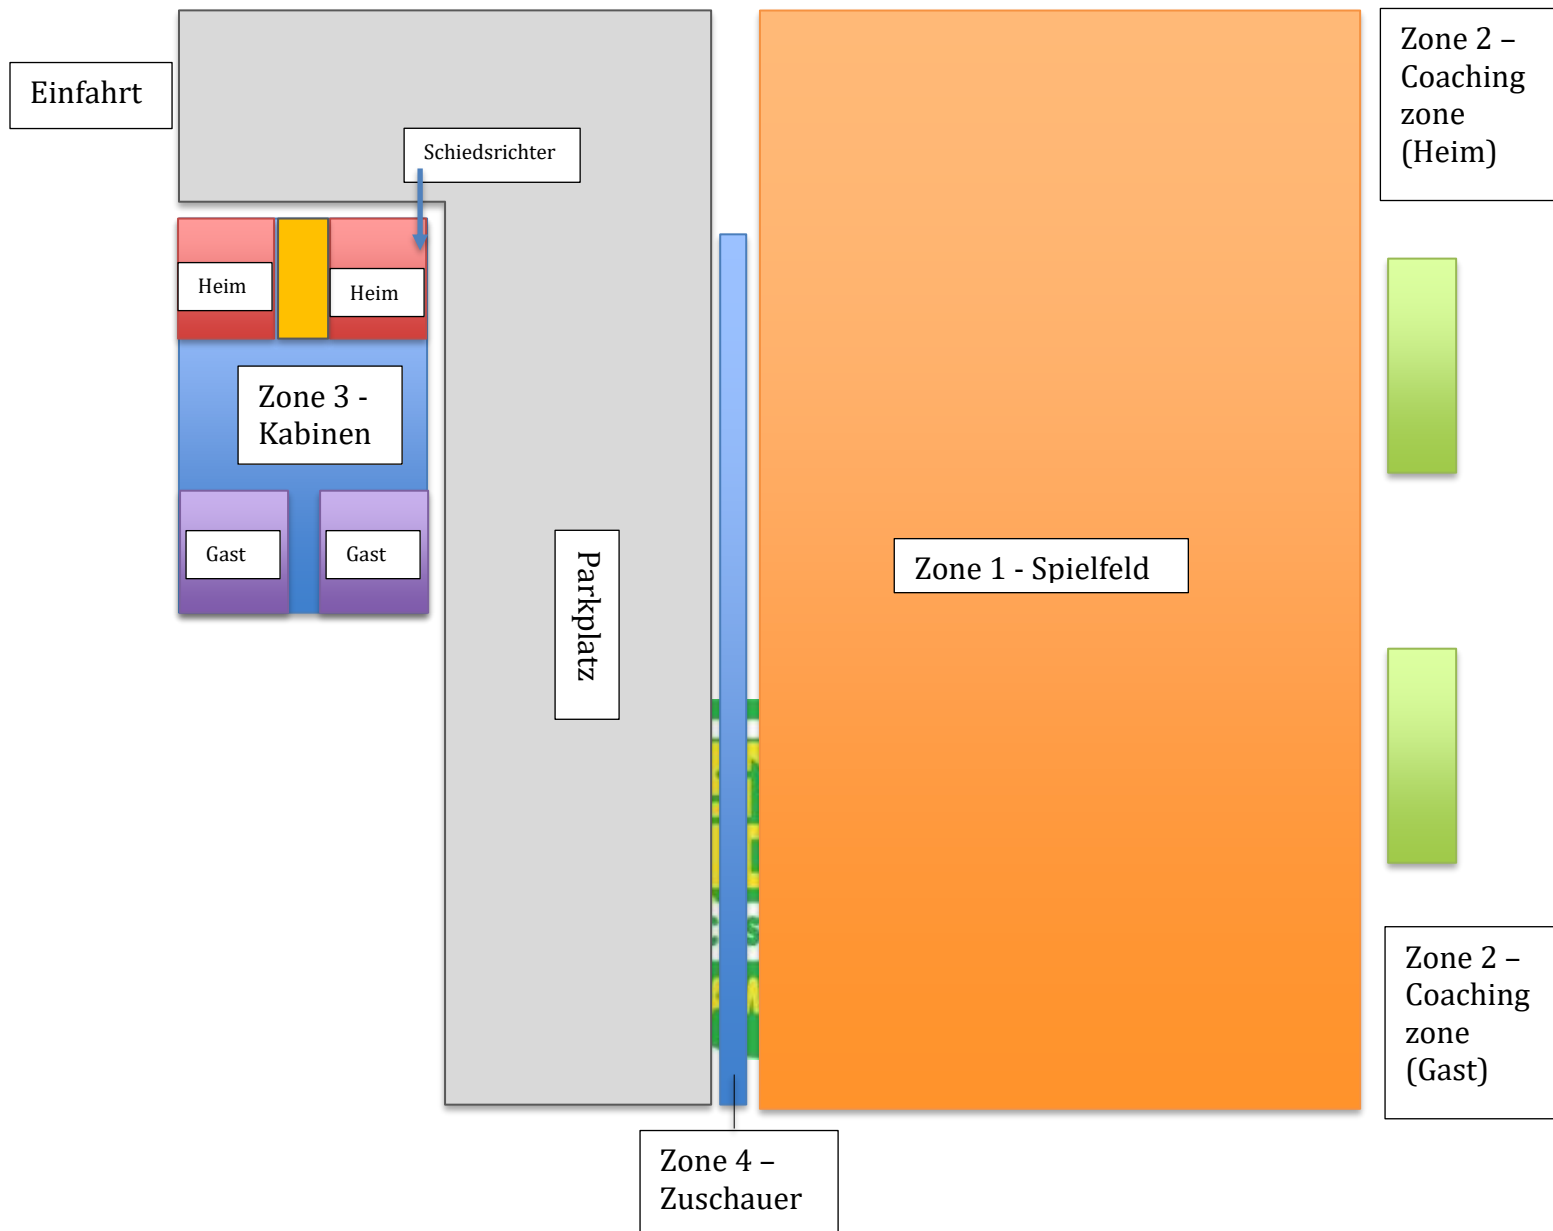 Einfahrt
Schiedsrichter
Zone 2 –
Coaching
zone
(Heim)
Heim
Heim
Zone 3 -
Kabinen
Gast
Gast
Parkplatz
Zone 1 - Spielfeld
Zone 2 –
Coaching
zone
(Gast)
Zone 4 –
Zuschauer